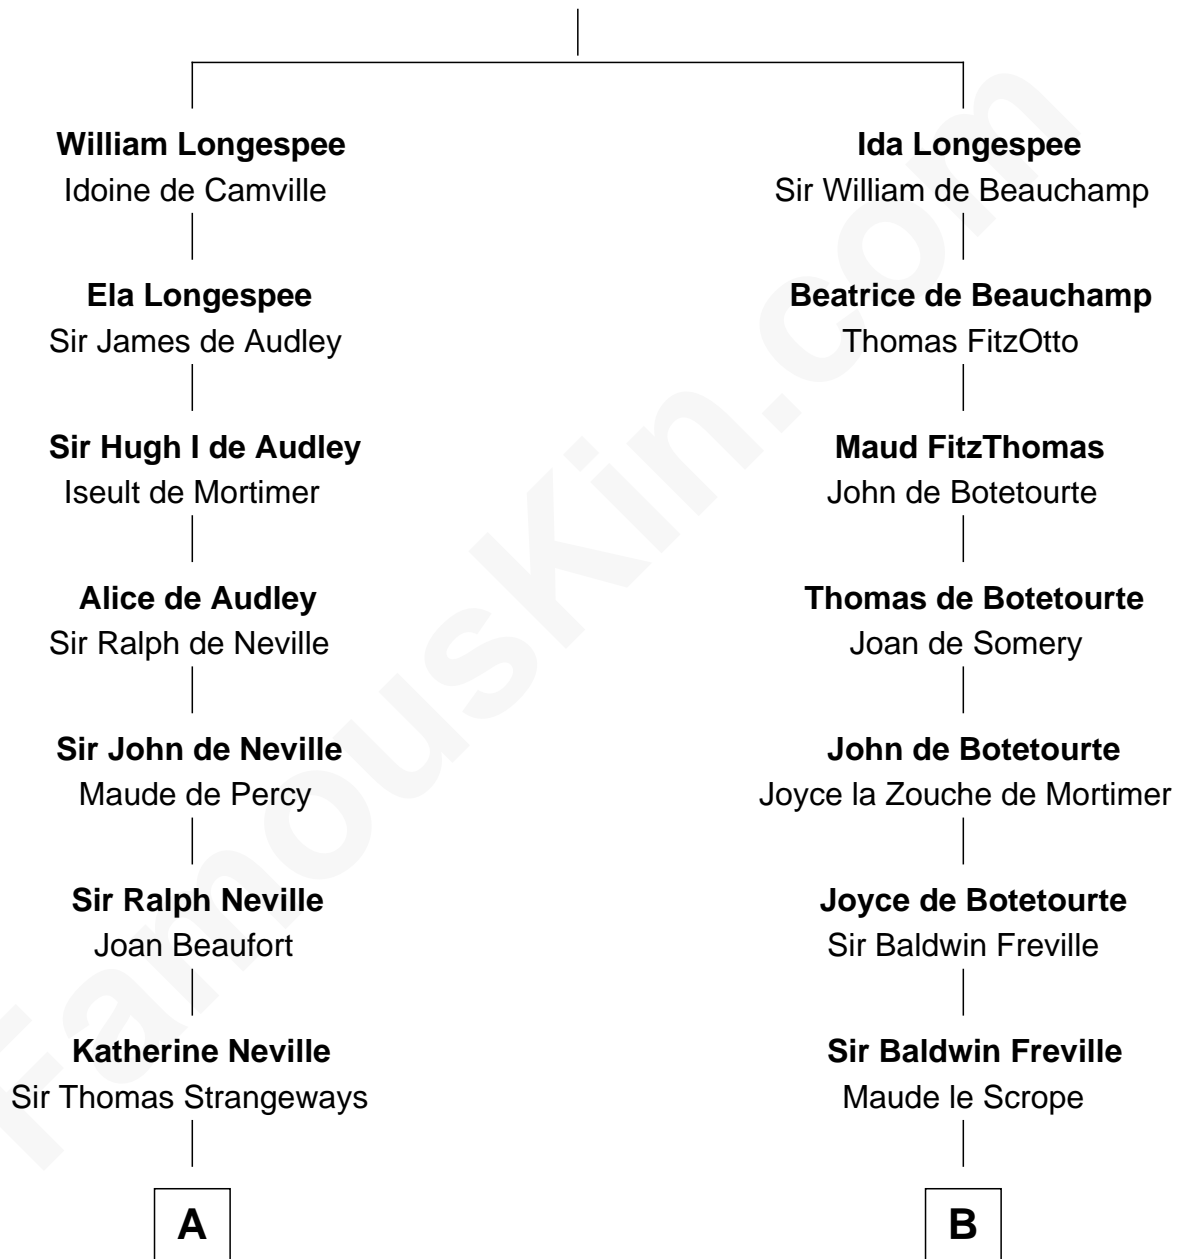 William Longespee
Idoine de Camville
Ela Longespee
Sir James de Audley
Sir Hugh I de Audley
Iseult de Mortimer
Alice de Audley
Sir Ralph de Neville
Sir John de Neville
Maude de Percy
Sir Ralph Neville
Joan Beaufort
Katherine Neville
Sir Thomas Strangeways
A
Ida Longespee
Sir William de Beauchamp
Beatrice de Beauchamp
Thomas FitzOtto
Maud FitzThomas
John de Botetourte
Thomas de Botetourte
Joan de Somery
John de Botetourte
Joyce la Zouche de Mortimer
Joyce de Botetourte
Sir Baldwin Freville
Sir Baldwin Freville
Maude le Scrope
B
FamousKin.com